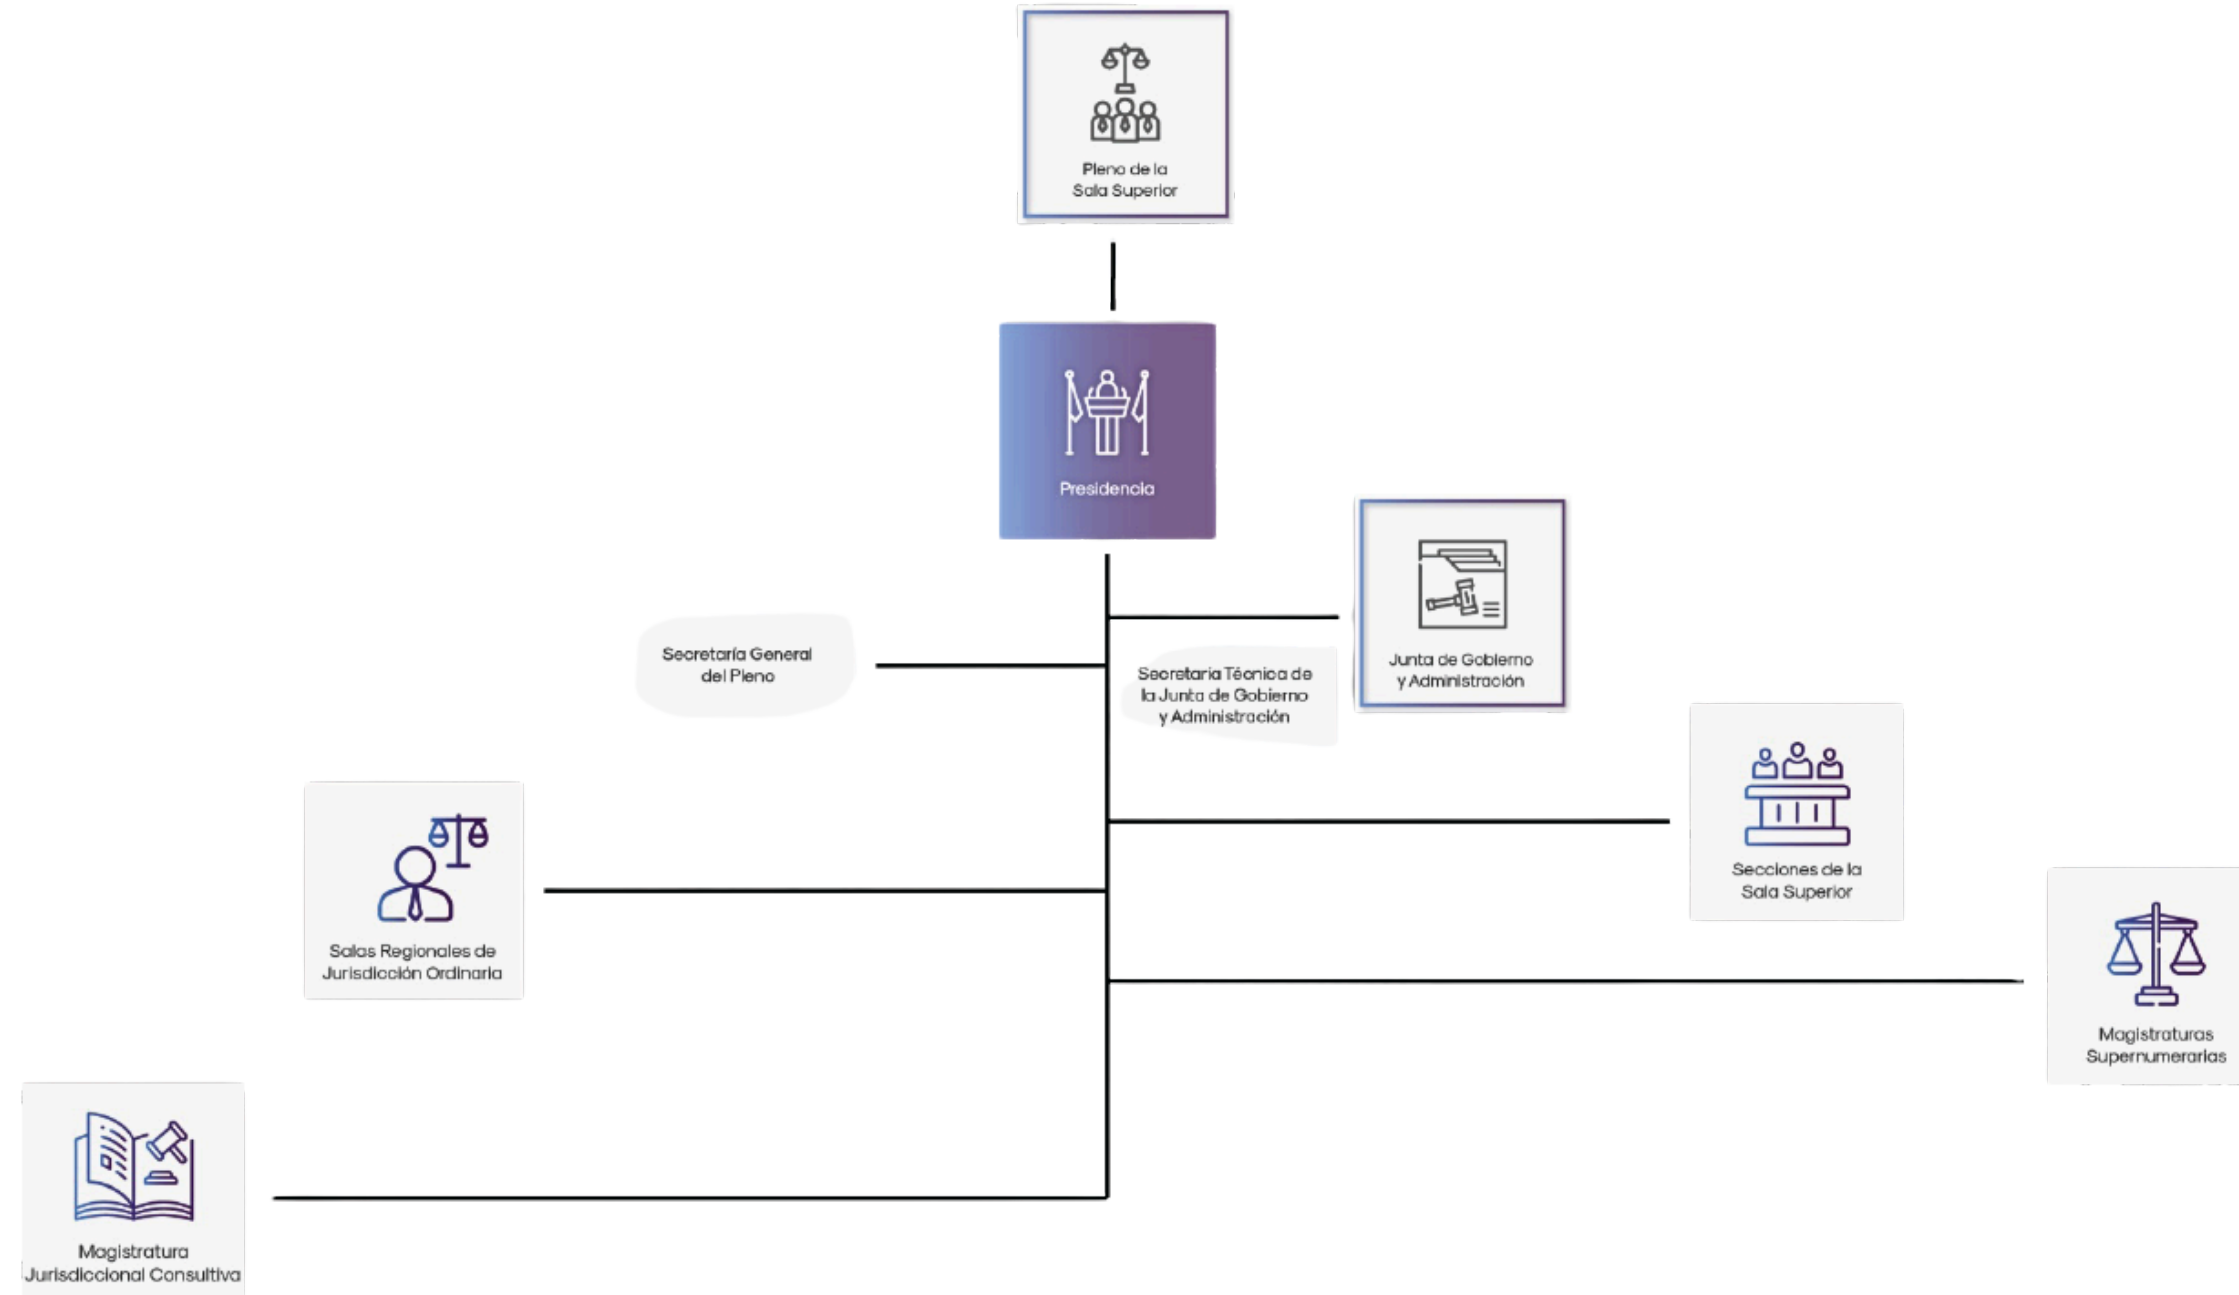 Pleno de la
Sala Superior
Presidencia
Junta de Gobierno
y Administración
Secretaría General
del Pleno
Secretaria Técnica de
la Junta de Gobierno
y Administración
Secciones de la
Sala Superior
Salas Regionales de
Jurisdicción Ordinaria
Magistraturas
Supernumerarias
Magistratura
Jurisdiccional Consultiva